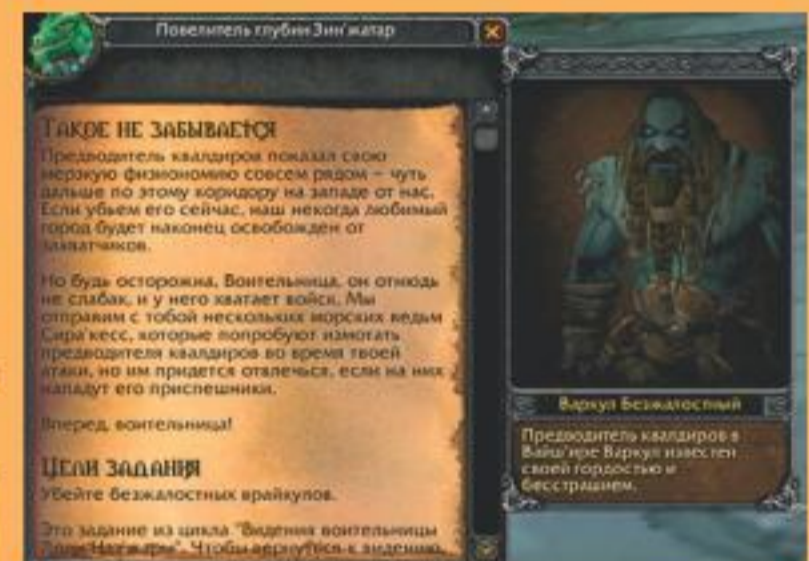 Повелитель глубин Зин'жатар
ТАКОЕ НЕ ЗАБЫВАЕТСЯ
Предводитель квалдиров показал свою
мерзкую физиономию совсем рядом – чуть
дальше по этому коридору на западе от нас.
Если убьем его сейчас, наш некогда любимый
город будет наконец освобожден от
захватчиков.
Но будь осторожна, Воительница, он отнюдь
не слабак, и у него хватает войск. Мы
отправим с тобой нескольких морских ведьм
Сира'кесс, которые попробуют измотать
предводителя квалдиров во время твоей
атаки, но им придется отвлечься, если на них
нападут его приспешники.
Вперед, воительница!
ЦЕЛИ ЗАДАНИЯ
Убейте безжалостных врайкулов.
Это задание из цикла "Видения воительницы
Чтобы вернуться к видению,
Варкул Безжалостный
Предводитель квалдиров в
Вайш'ире Варкул известен
своей гордостью и
бесстрашием.